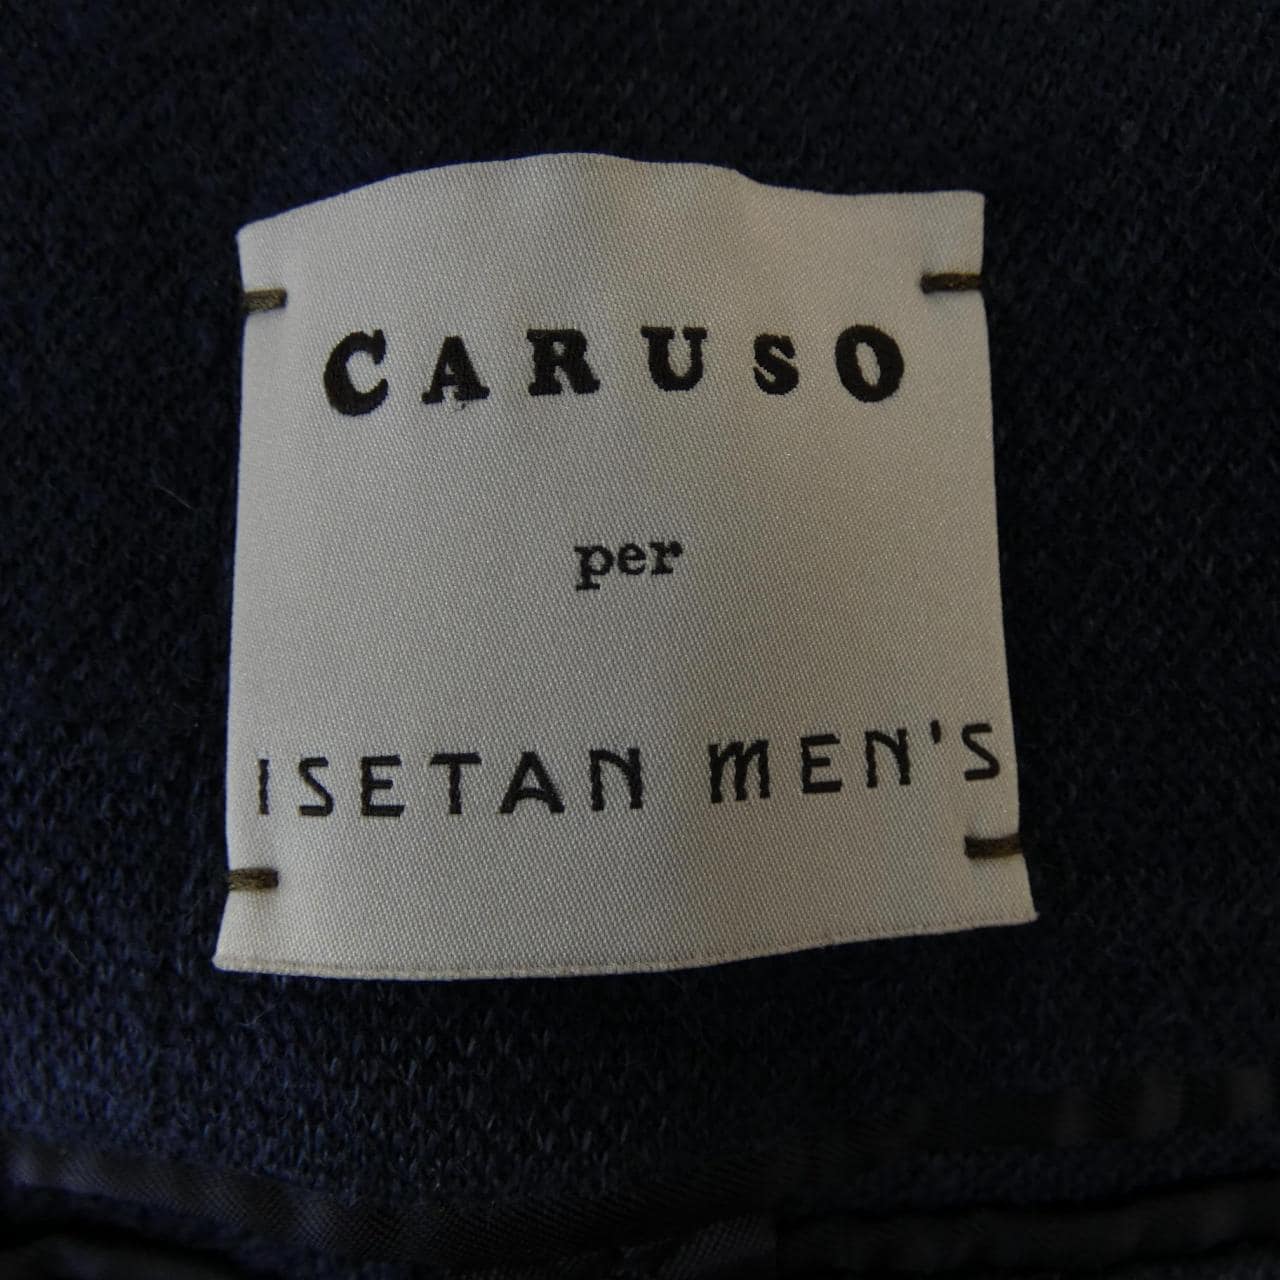 CARUSO
per
ISETAN MEN'S